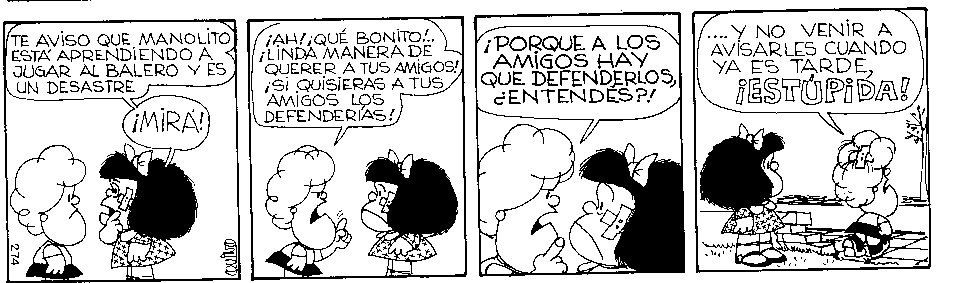 TE AVISO QUE MANOLITO
ESTÁ APRENDIENDO A
JUGAR AL BALERO Y ES
UN DESASTRE
¡MIRÁ!
274
QUINO
¡AH! ¡QUÉ BONITO!..
¡LINDA MANERA DE
QUERER A TUS AMIGOS!
¡SI QUISIERAS A TUS
AMIGOS LOS
DEFENDERÍAS!
¡PORQUE A LOS
AMIGOS HAY
QUE DEFENDERLOS,
¿ENTENDÉS?!
....Y NO VENIR A
AVISARLES CUANDO
YA ES TARDE,
¡ESTÚPIDA!